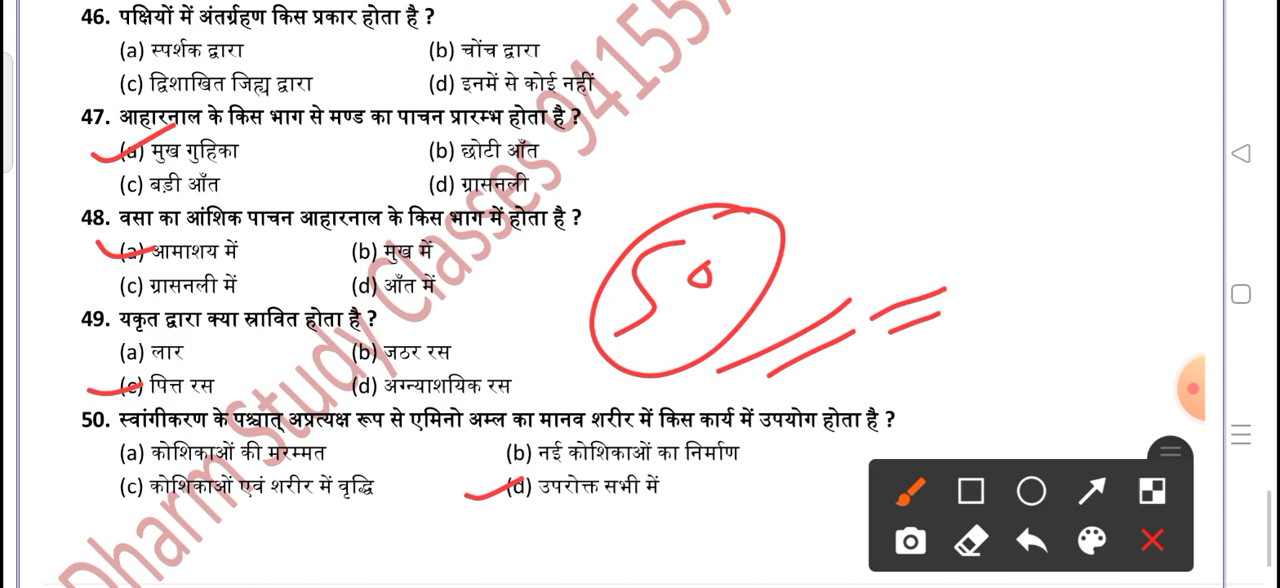 46. पक्षियों में अंतर्ग्रहण किस प्रकार होता है ?
(a) स्पर्शक द्वारा (b) चोंच द्वारा
(c) द्विशाखित जिह्य द्वारा (d) इनमें से कोई नहीं
47. आहारनाल के किस भाग से मण्ड का पाचन प्रारम्भ होता है ?
(a) मुख गुहिका (b) छोटी आँत
(c) बड़ी आँत (d) ग्रासनली
48. वसा का आंशिक पाचन आहारनाल के किस भाग में होता है ?
(a) आमाशय में (b) मुख में
(c) ग्रासनली में (d) आँत में
49. यकृत द्वारा क्या स्रावित होता है ?
(a) लार (b) जठर रस
(c) पित्त रस (d) अग्न्याशयिक रस
50. स्वांगीकरण के पश्चात् अप्रत्यक्ष रूप से एमिनो अम्ल का मानव शरीर में किस कार्य में उपयोग होता है ?
(a) कोशिकाओं की मरम्मत (b) नई कोशिकाओं का निर्माण
(c) कोशिकाओं एवं शरीर में वृद्धि (d) उपरोक्त सभी में
50
Dharm Study Classes 94155